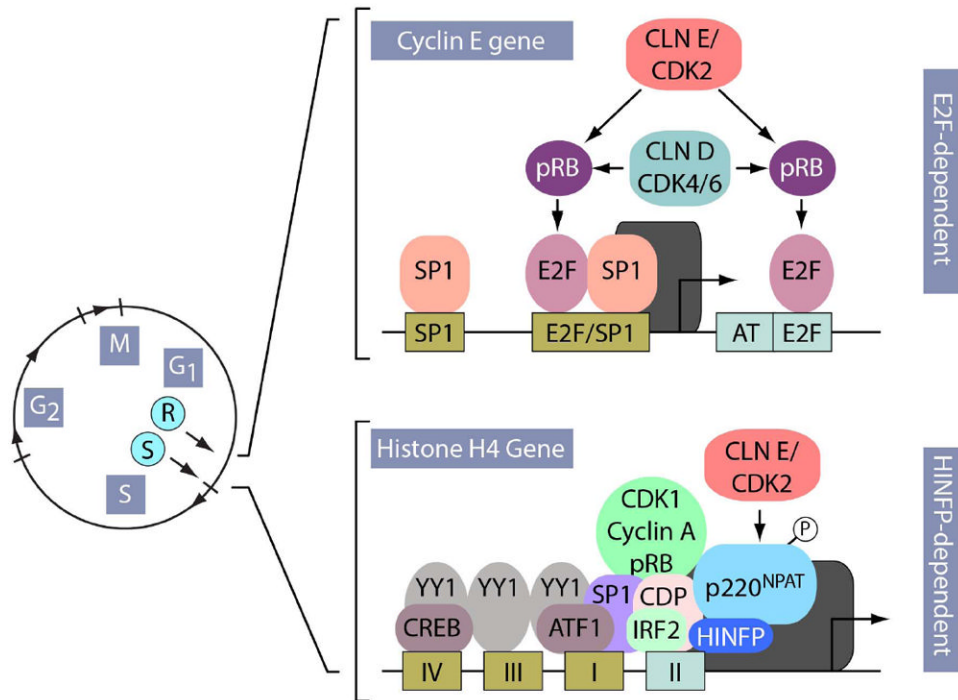 Cyclin E gene
CLN E/
CDK2
pRB
CLN D
CDK4/6
pRB
SP1
E2F
SP1
E2F
SP1
E2F/SP1
AT
E2F
E2F-dependent
M
G1
G2
R
S
S
Histone H4 Gene
CLN E/
CDK2
CDK1
Cyclin A
pRB
P
YY1
YY1
YY1
SP1
CDP
p220NPAT
CREB
ATF1
IRF2
HINFP
IV
III
I
II
HINFP-dependent